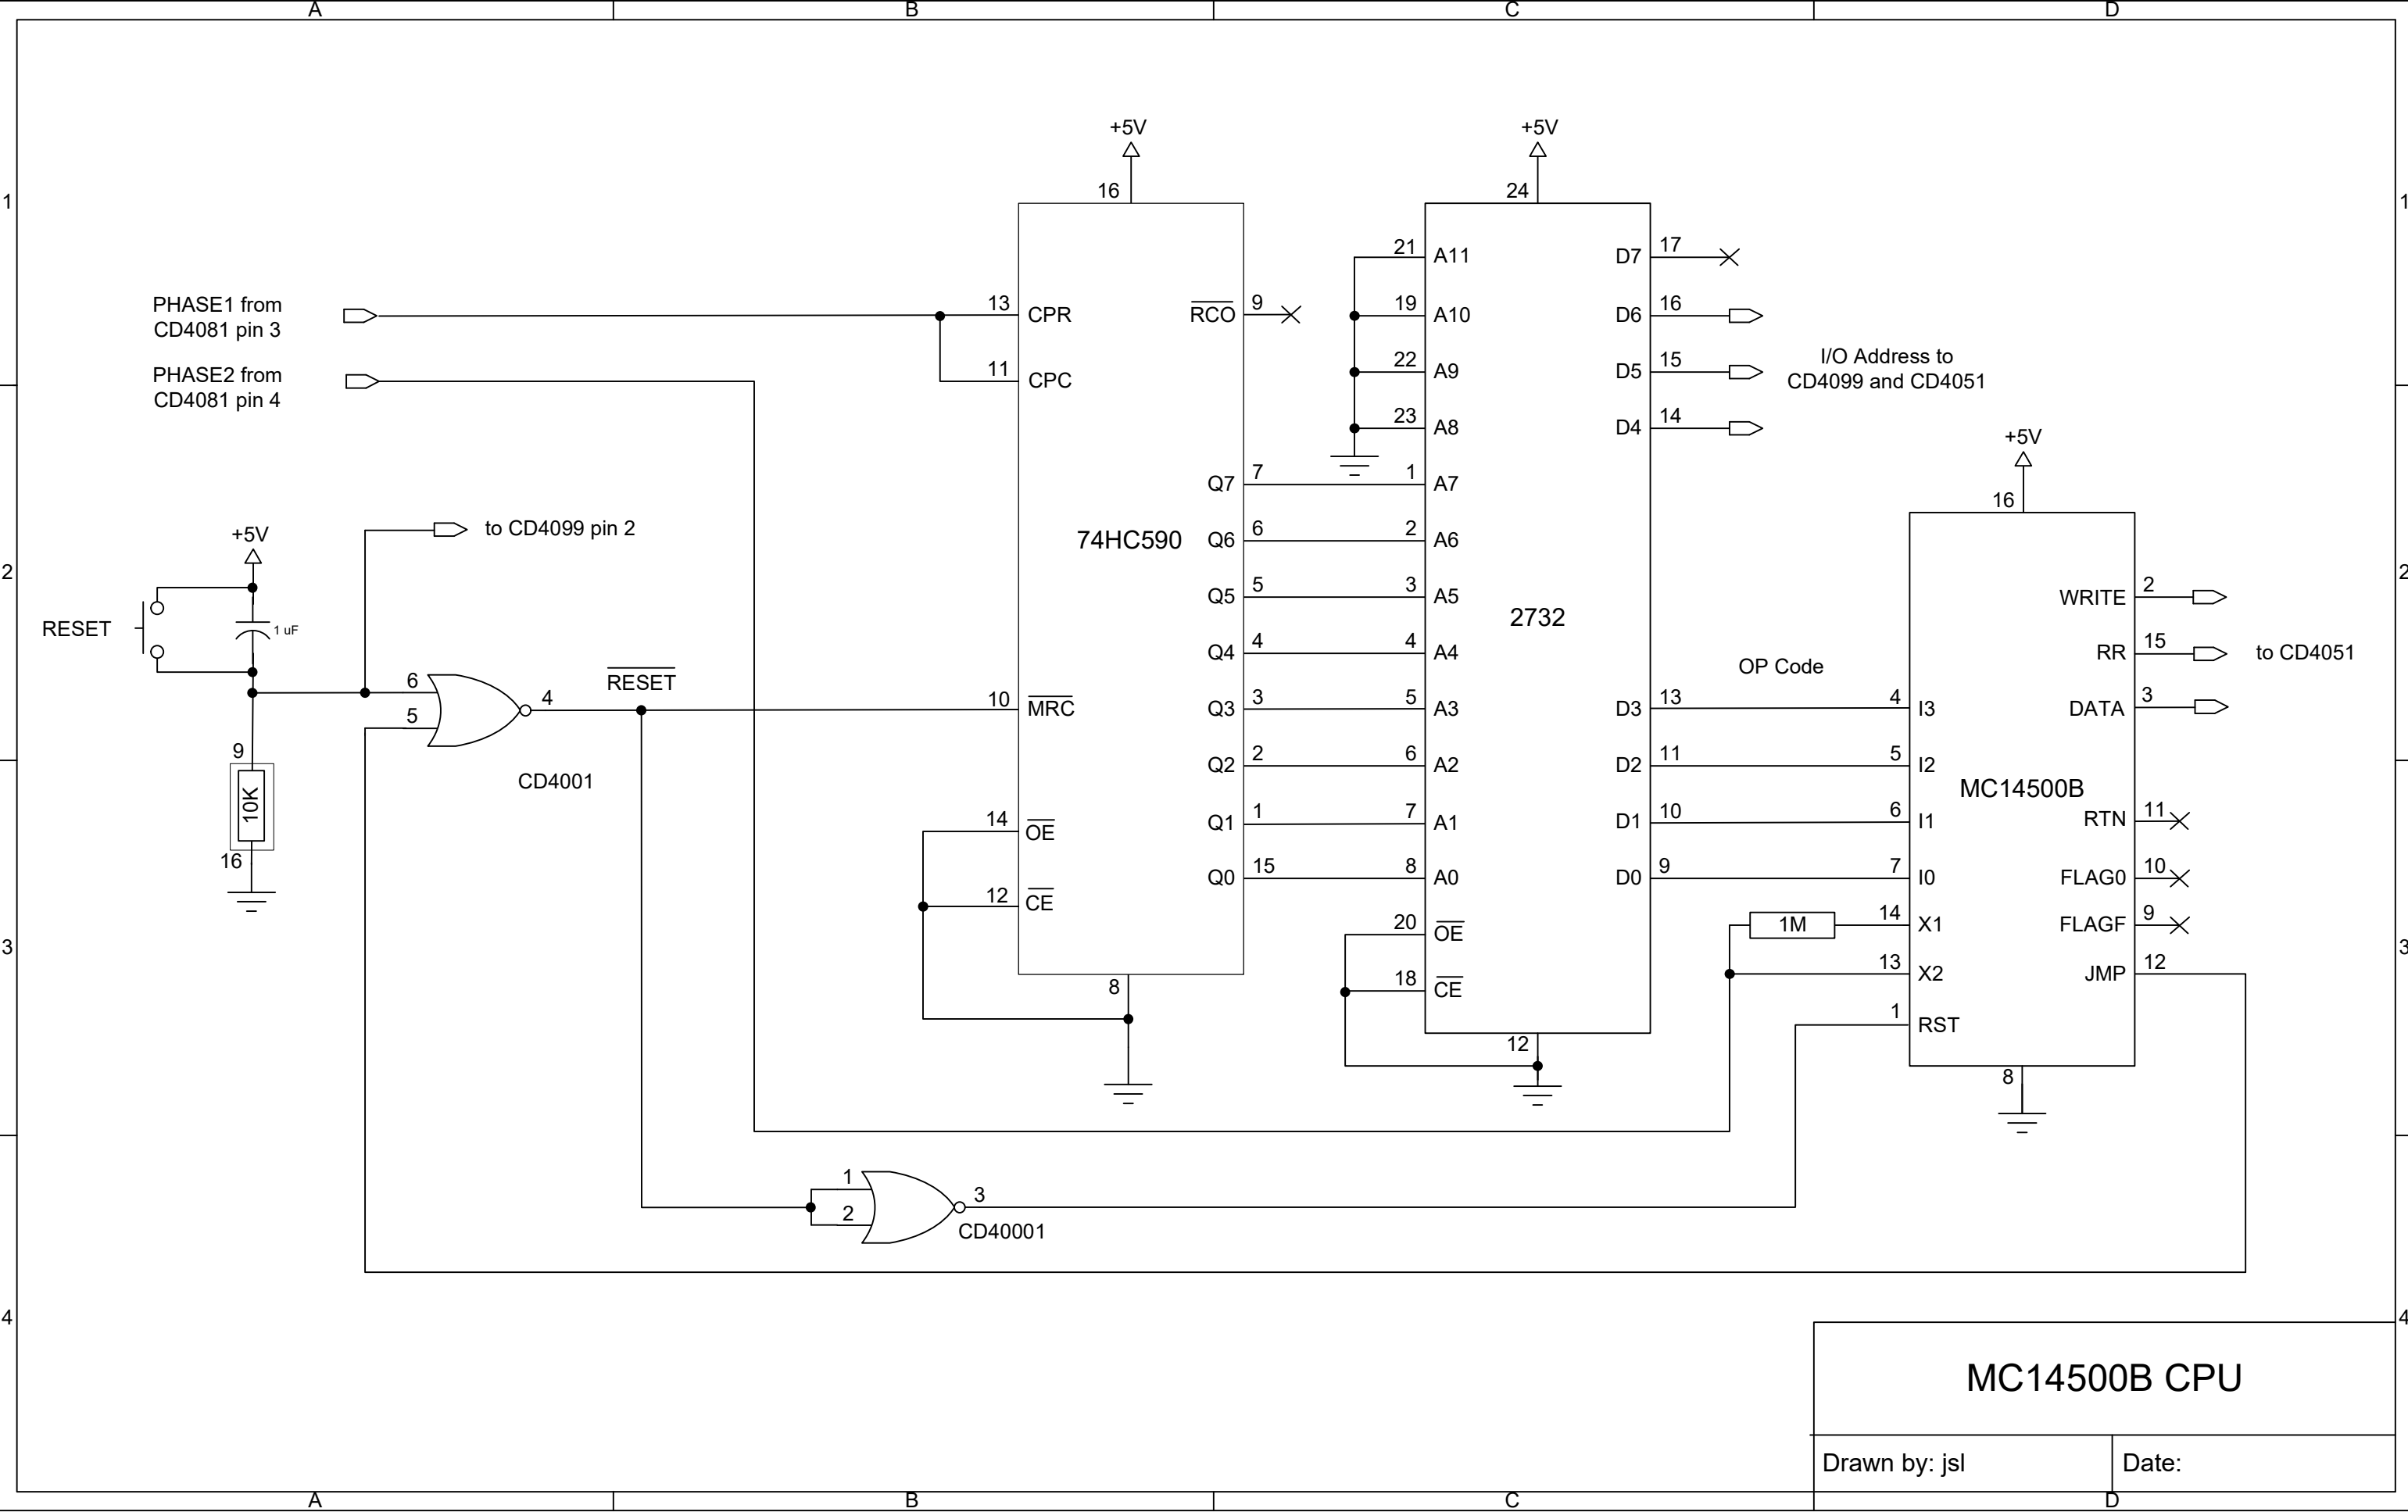 A B C D
1 1
2 2
3 3
4 4
A B C D
PHASE1 from
CD4081 pin 3
PHASE2 from
CD4081 pin 4
to CD4099 pin 2
+5V
RESET
1 uF
9
10K
16
6
5
4
CD4001
RESET
+5V
16
13 CPR
11 CPC
10 MRC
14 OE
12 CE
74HC590
RCO 9
Q7 7
Q6 6
Q5 5
Q4 4
Q3 3
Q2 2
Q1 1
Q0 15
8
+5V
24
21 A11
19 A10
22 A9
23 A8
1 A7
2 A6
3 A5
4 A4
5 A3
6 A2
7 A1
8 A0
20 OE
18 CE
2732
D7 17
D6 16
D5 15
D4 14
D3 13
D2 11
D1 10
D0 9
12
I/O Address to
CD4099 and CD4051
OP Code
1M
+5V
16
4 I3
5 I2
6 I1
7 I0
14 X1
13 X2
1 RST
MC14500B
WRITE 2
RR 15
DATA 3
RTN 11
FLAG0 10
FLAGF 9
JMP 12
8
to CD4051
1
2
3
CD40001
MC14500B CPU
Drawn by: jsl
Date: